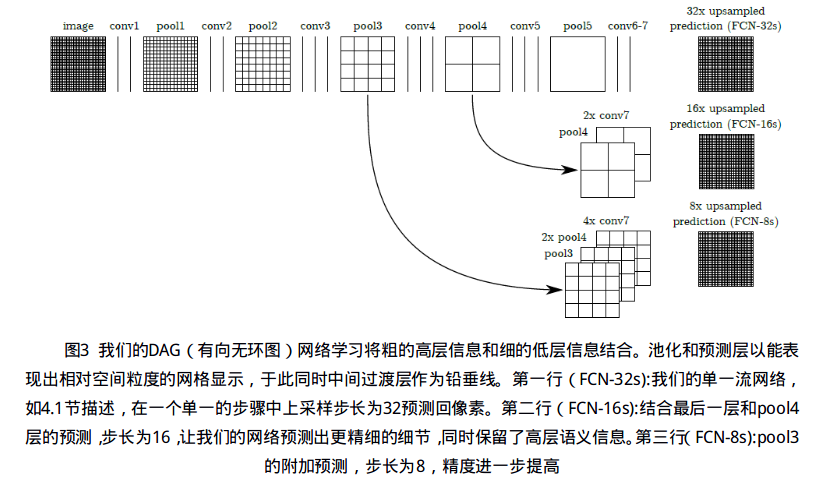 32x upsampled
image conv1 pool1 conv2 pool2 conv3 pool3 conv4 pool4 conv5 pool5 conv6-7 prediction (FCN-32s)
16x upsampled
2x conv7 prediction (FCN-16s)
pool4
8x upsampled
4x conv7 prediction (FCN-8s)
2x pool4
pool3
图3 我们的DAG（有向无环图）网络学习将粗的高层信息和细的低层信息结合。池化和预测层以能表
现出相对空间粒度的网格显示，于此同时中间过渡层作为铅垂线。第一行（FCN-32s):我们的单一流网络，
如4.1节描述，在一个单一的步骤中上采样步长为32预测回像素。第二行（FCN-16s):结合最后一层和pool4
层的预测,步长为16,让我们的网络预测出更精细的细节,同时保留了高层语义信息。第三行( FCN-8s):pool3
的附加预测，步长为8，精度进一步提高